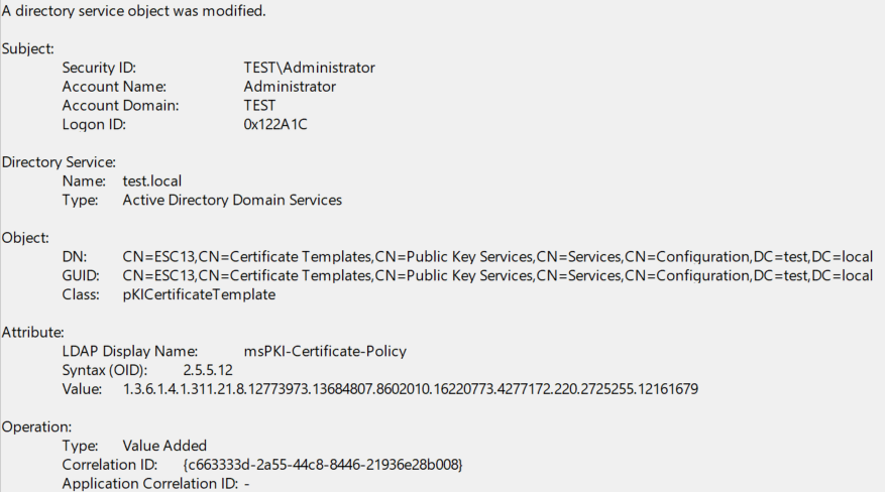 A directory service object was modified.
Subject:
Security ID: TEST\Administrator
Account Name: Administrator
Account Domain: TEST
Logon ID: 0x122A1C
Directory Service:
Name: test.local
Type: Active Directory Domain Services
Object:
DN: CN=ESC13,CN=Certificate Templates,CN=Public Key Services,CN=Services,CN=Configuration,DC=test,DC=local
GUID: CN=ESC13,CN=Certificate Templates,CN=Public Key Services,CN=Services,CN=Configuration,DC=test,DC=local
Class: pKICertificateTemplate
Attribute:
LDAP Display Name: msPKI-Certificate-Policy
Syntax (OID): 2.5.5.12
Value: 1.3.6.1.4.1.311.21.8.12773973.13684807.8602010.16220773.4277172.220.2725255.12161679
Operation:
Type: Value Added
Correlation ID: {c663333d-2a55-44c8-8446-21936e28b008}
Application Correlation ID: -